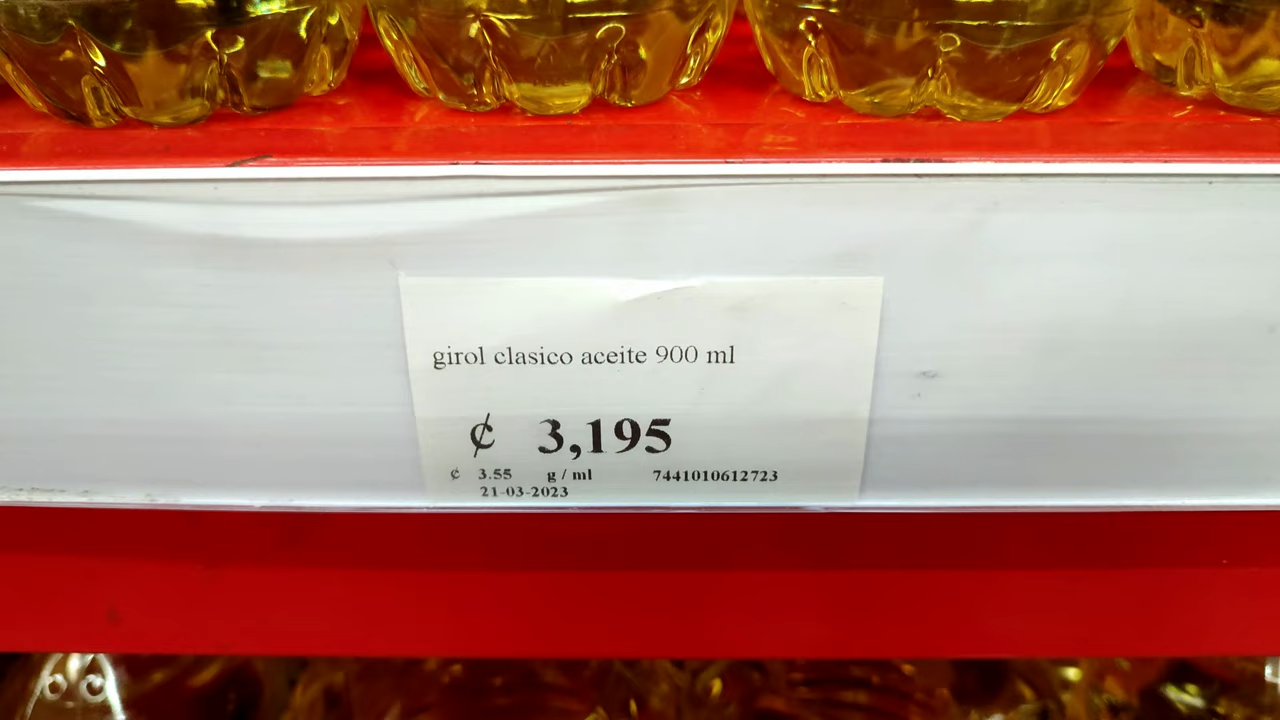 girol clasico aceite 900 ml
₡ 3,195
₡ 3.55 g / ml 7441010612723
21-03-2023